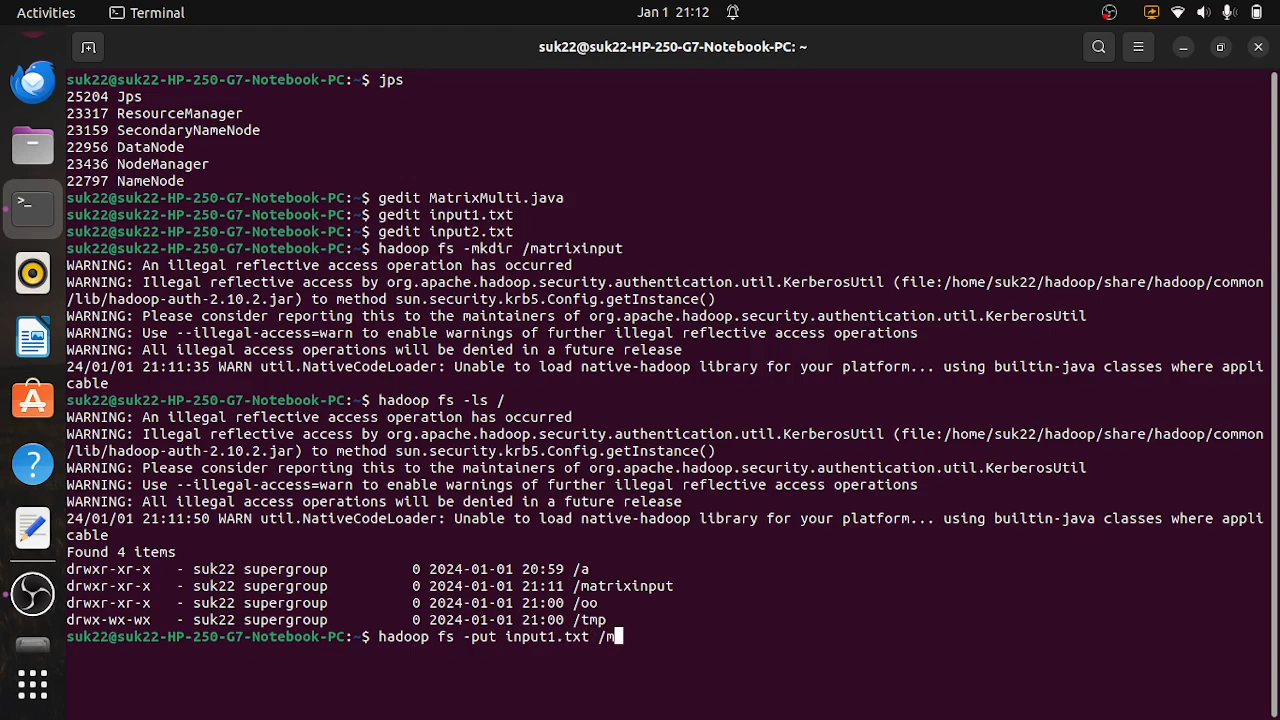 Activities
Terminal
Jan 1 21:12
suk22@suk22-HP-250-G7-Notebook-PC: ~
suk22@suk22-HP-250-G7-Notebook-PC:~$ jps
25204 Jps
23317 ResourceManager
23159 SecondaryNameNode
22956 DataNode
23436 NodeManager
22797 NameNode
suk22@suk22-HP-250-G7-Notebook-PC:~$ gedit MatrixMulti.java
suk22@suk22-HP-250-G7-Notebook-PC:~$ gedit input1.txt
suk22@suk22-HP-250-G7-Notebook-PC:~$ gedit input2.txt
suk22@suk22-HP-250-G7-Notebook-PC:~$ hadoop fs -mkdir /matrixinput
WARNING: An illegal reflective access operation has occurred
WARNING: Illegal reflective access by org.apache.hadoop.security.authentication.util.KerberosUtil (file:/home/suk22/hadoop/share/hadoop/common
/lib/hadoop-auth-2.10.2.jar) to method sun.security.krb5.Config.getInstance()
WARNING: Please consider reporting this to the maintainers of org.apache.hadoop.security.authentication.util.KerberosUtil
WARNING: Use --illegal-access=warn to enable warnings of further illegal reflective access operations
WARNING: All illegal access operations will be denied in a future release
24/01/01 21:11:35 WARN util.NativeCodeLoader: Unable to load native-hadoop library for your platform... using builtin-java classes where appli
cable
suk22@suk22-HP-250-G7-Notebook-PC:~$ hadoop fs -ls /
WARNING: An illegal reflective access operation has occurred
WARNING: Illegal reflective access by org.apache.hadoop.security.authentication.util.KerberosUtil (file:/home/suk22/hadoop/share/hadoop/common
/lib/hadoop-auth-2.10.2.jar) to method sun.security.krb5.Config.getInstance()
WARNING: Please consider reporting this to the maintainers of org.apache.hadoop.security.authentication.util.KerberosUtil
WARNING: Use --illegal-access=warn to enable warnings of further illegal reflective access operations
WARNING: All illegal access operations will be denied in a future release
24/01/01 21:11:50 WARN util.NativeCodeLoader: Unable to load native-hadoop library for your platform... using builtin-java classes where appli
cable
Found 4 items
drwxr-xr-x   - suk22 supergroup          0 2024-01-01 20:59 /a
drwxr-xr-x   - suk22 supergroup          0 2024-01-01 21:11 /matrixinput
drwxr-xr-x   - suk22 supergroup          0 2024-01-01 21:00 /oo
drwx-wx-wx   - suk22 supergroup          0 2024-01-01 21:00 /tmp
suk22@suk22-HP-250-G7-Notebook-PC:~$ hadoop fs -put input1.txt /m